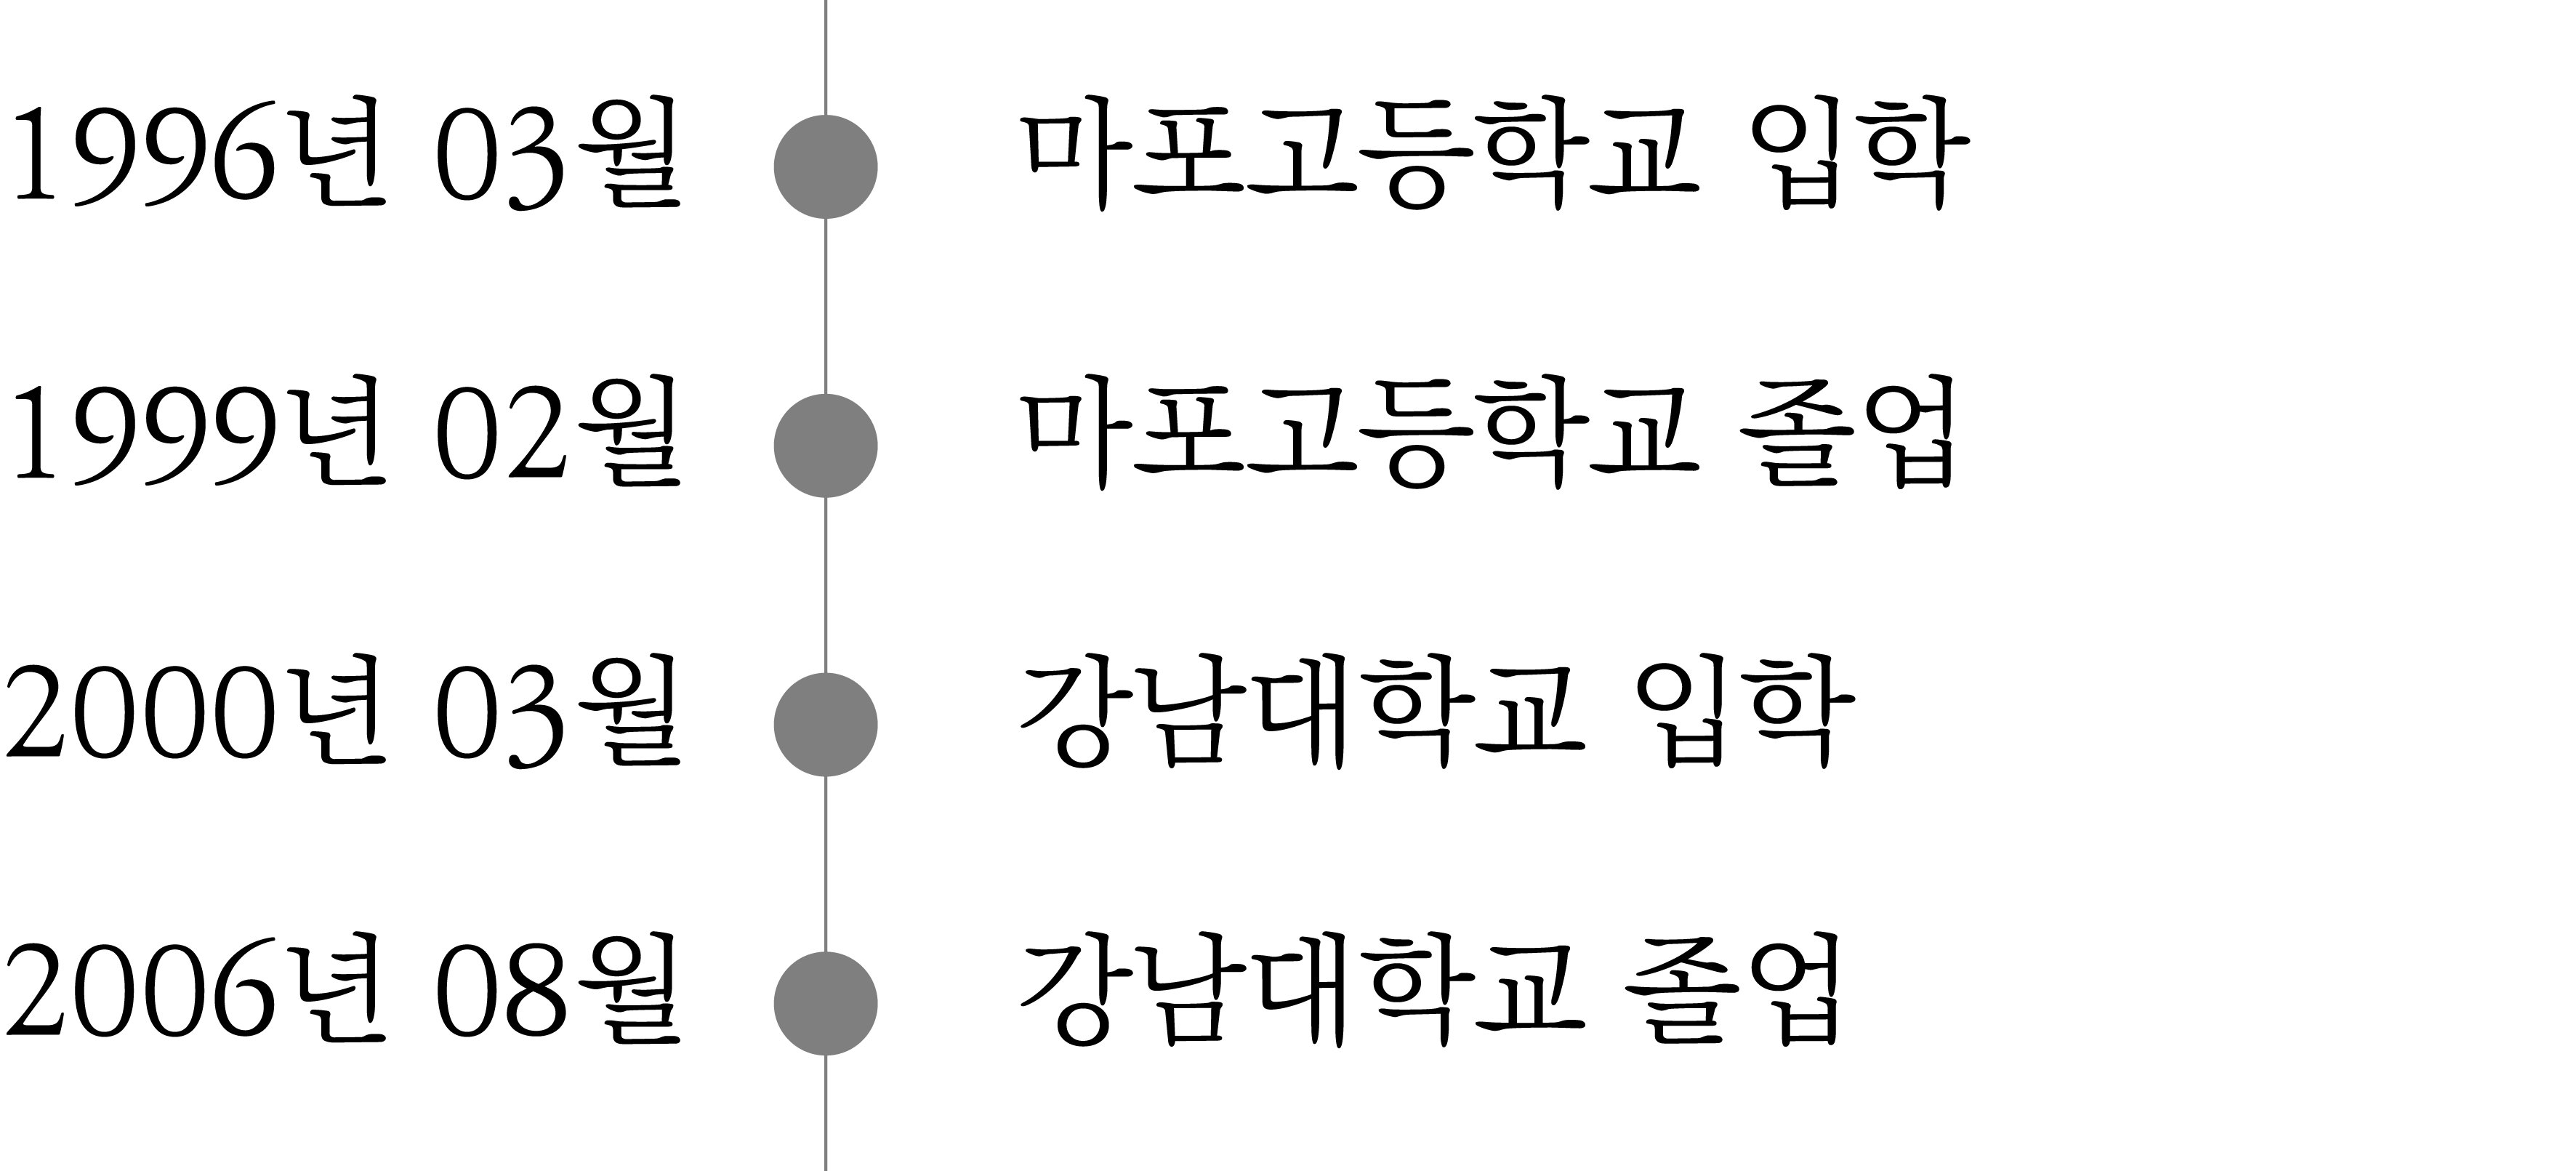 1996년 03월 마포고등학교 입학
1999년 02월 마포고등학교 졸업
2000년 03월 강남대학교 입학
2006년 08월 강남대학교 졸업